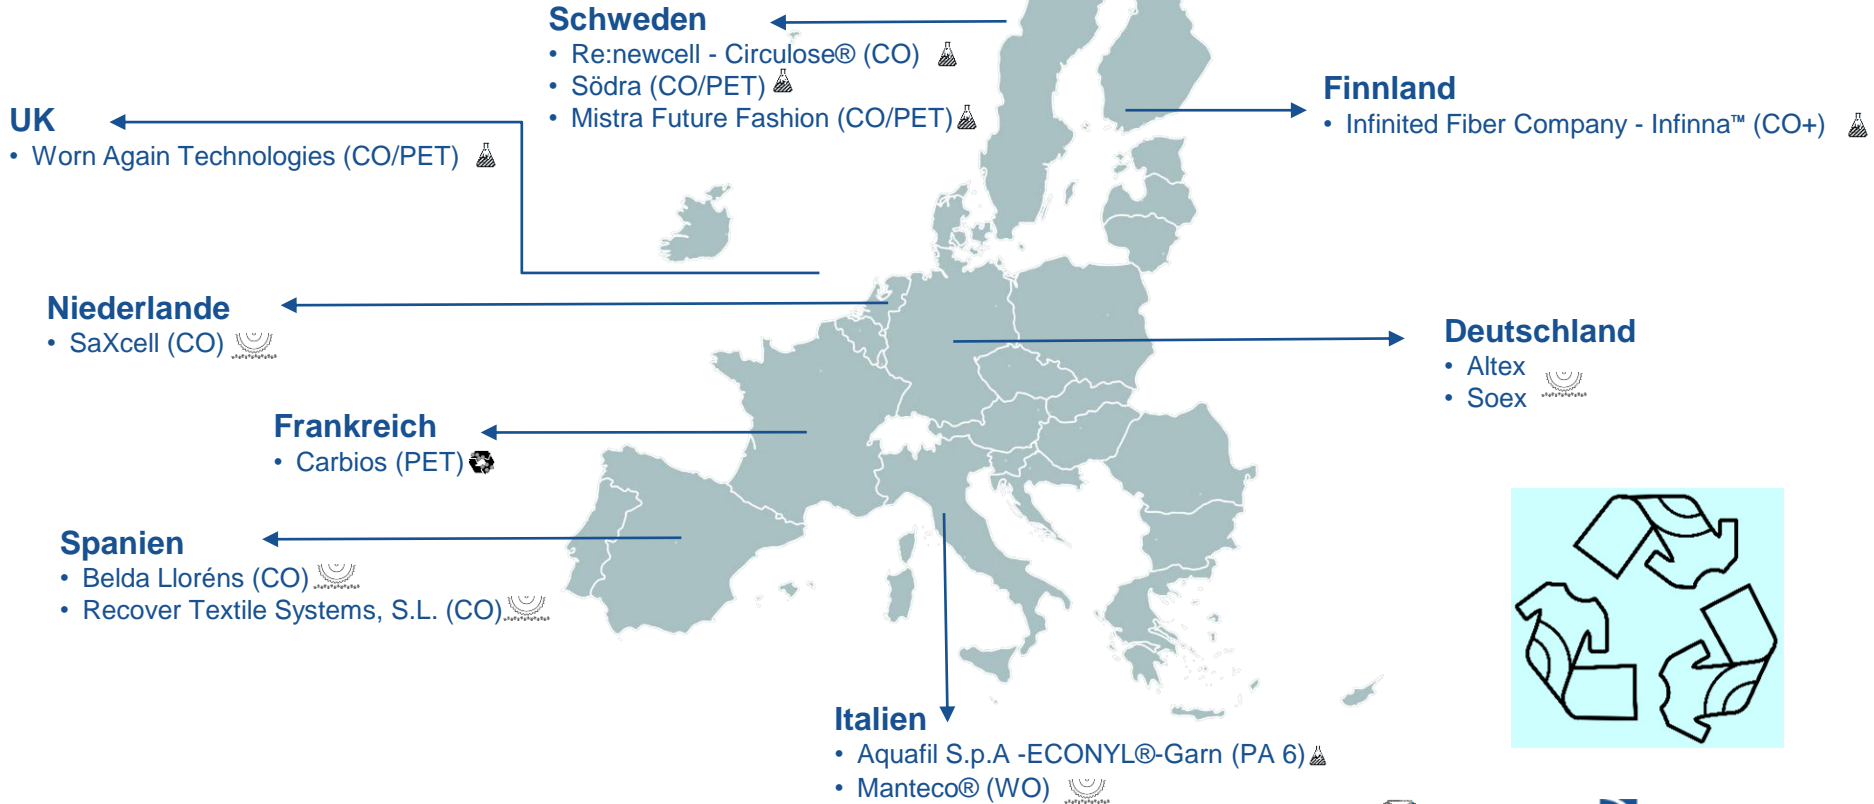 Schweden
• Re:newcell - Circulose® (CO)
• Södra (CO/PET)
• Mistra Future Fashion (CO/PET)
Finnland
• Infinited Fiber Company - Infinna™ (CO+)
UK
• Worn Again Technologies (CO/PET)
Niederlande
• SaXcell (CO)
Deutschland
• Altex
• Soex
Frankreich
• Carbios (PET)
Spanien
• Belda Lloréns (CO)
• Recover Textile Systems, S.L. (CO)
Italien
• Aquafil S.p.A -ECONYL®-Garn (PA 6)
• Manteco® (WO)